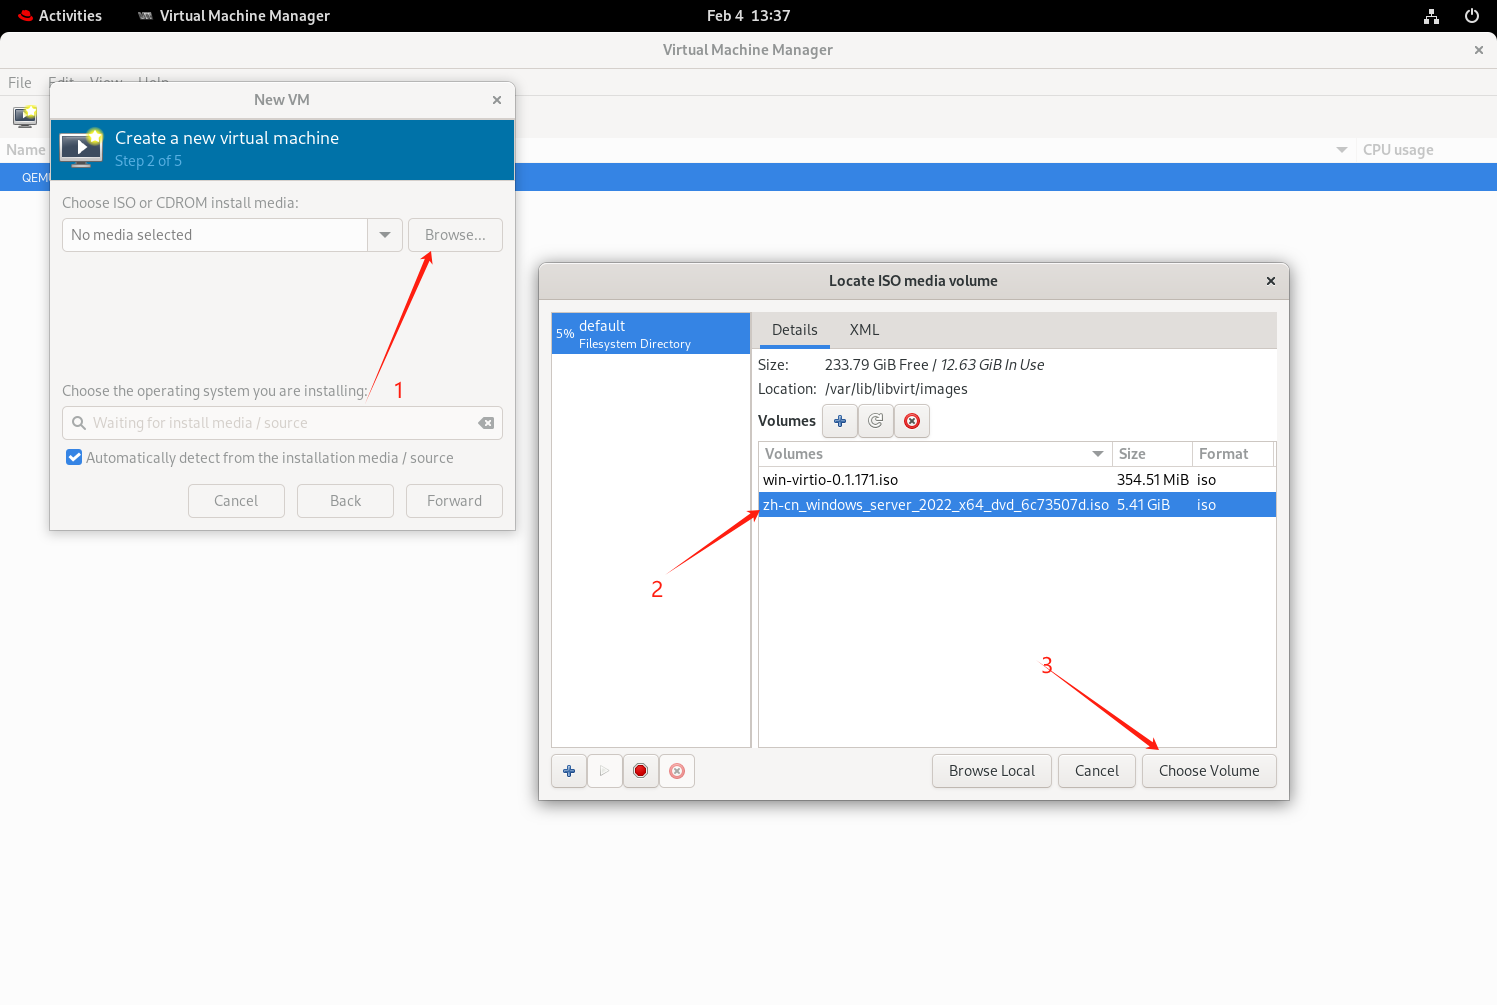 Activities Virtual Machine Manager Feb 4 13:37
Virtual Machine Manager
File Edit View Help
New VM
Create a new virtual machine
Step 2 of 5
Name CPU usage
QEMU
Choose ISO or CDROM install media:
No media selected Browse...
Choose the operating system you are installing:
1
Waiting for install media / source
Automatically detect from the installation media / source
Cancel Back Forward
Locate ISO media volume
5% default
Filesystem Directory
Details XML
Size: 233.79 GiB Free / 12.63 GiB In Use
Location: /var/lib/libvirt/images
Volumes
Volumes Size Format
win-virtio-0.1.171.iso 354.51 MiB iso
zh-cn_windows_server_2022_x64_dvd_6c73507d.iso 5.41 GiB iso
2
3
Browse Local Cancel Choose Volume